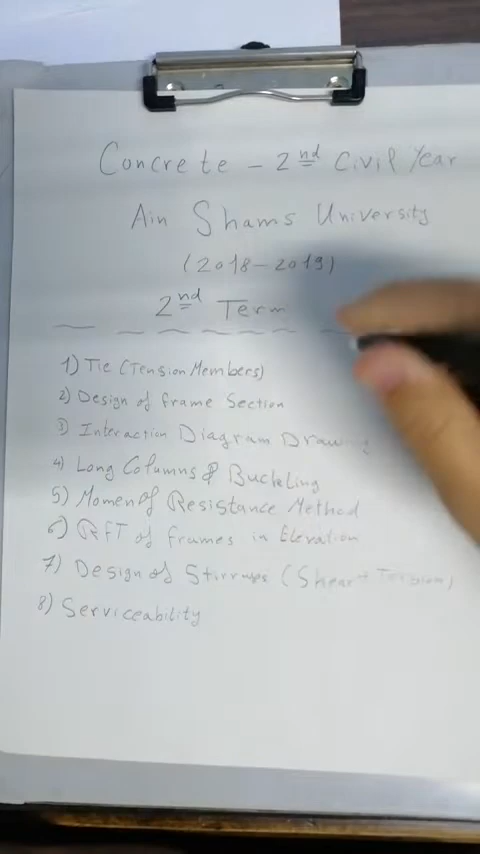 Concrete - 2nd Civil Year
Ain Shams University
(2018-2019)
2nd Term
1) Tie (Tension Members)
2) Design of frame Section
3) Interaction Diagram Drawing
4) Long Columns & Buckling
5) Moment of Resistance Method
6) RFT of frames in Elevation
7) Design of Stirrups (Shear + Torsion)
8) Serviceability